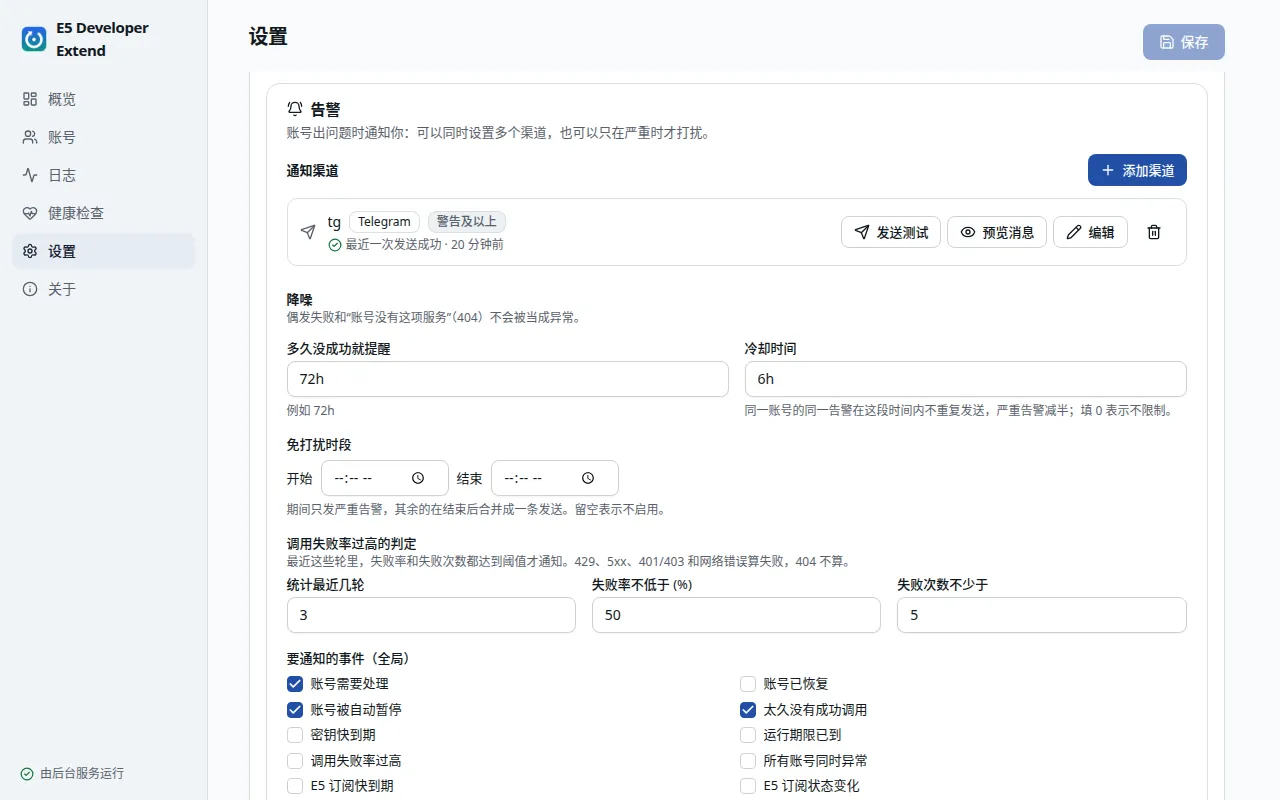 E5 Developer
Extend
概览
账号
日志
健康检查
设置
关于
由后台服务运行
设置
保存
告警
账号出问题时通知你：可以同时设置多个渠道，也可以只在严重时才打扰。
通知渠道
添加渠道
tg Telegram 警告及以上
最近一次发送成功 · 20 分钟前
发送测试 预览消息 编辑
降噪
偶发失败和“账号没有这项服务”（404）不会被当成异常。
多久没成功就提醒 冷却时间
72h 6h
例如 72h 同一账号的同一告警在这段时间内不重复发送，严重告警减半；填 0 表示不限制。
免打扰时段
开始 --:-- -- 结束 --:-- --
期间只发严重告警，其余的在结束后合并成一条发送。留空表示不启用。
调用失败率过高的判定
最近这些轮里，失败率和失败次数都达到阈值才通知。429、5xx、401/403 和网络错误算失败，404 不算。
统计最近几轮 失败率不低于 (%) 失败次数不少于
3 50 5
要通知的事件（全局）
账号需要处理 账号已恢复
账号被自动暂停 太久没有成功调用
密钥快到期 运行期限已到
调用失败率过高 所有账号同时异常
E5 订阅快到期 E5 订阅状态变化